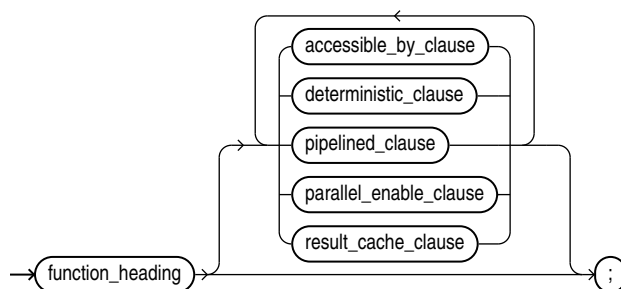 accessible_by_clause
deterministic_clause
pipelined_clause
parallel_enable_clause
result_cache_clause
function_heading ;